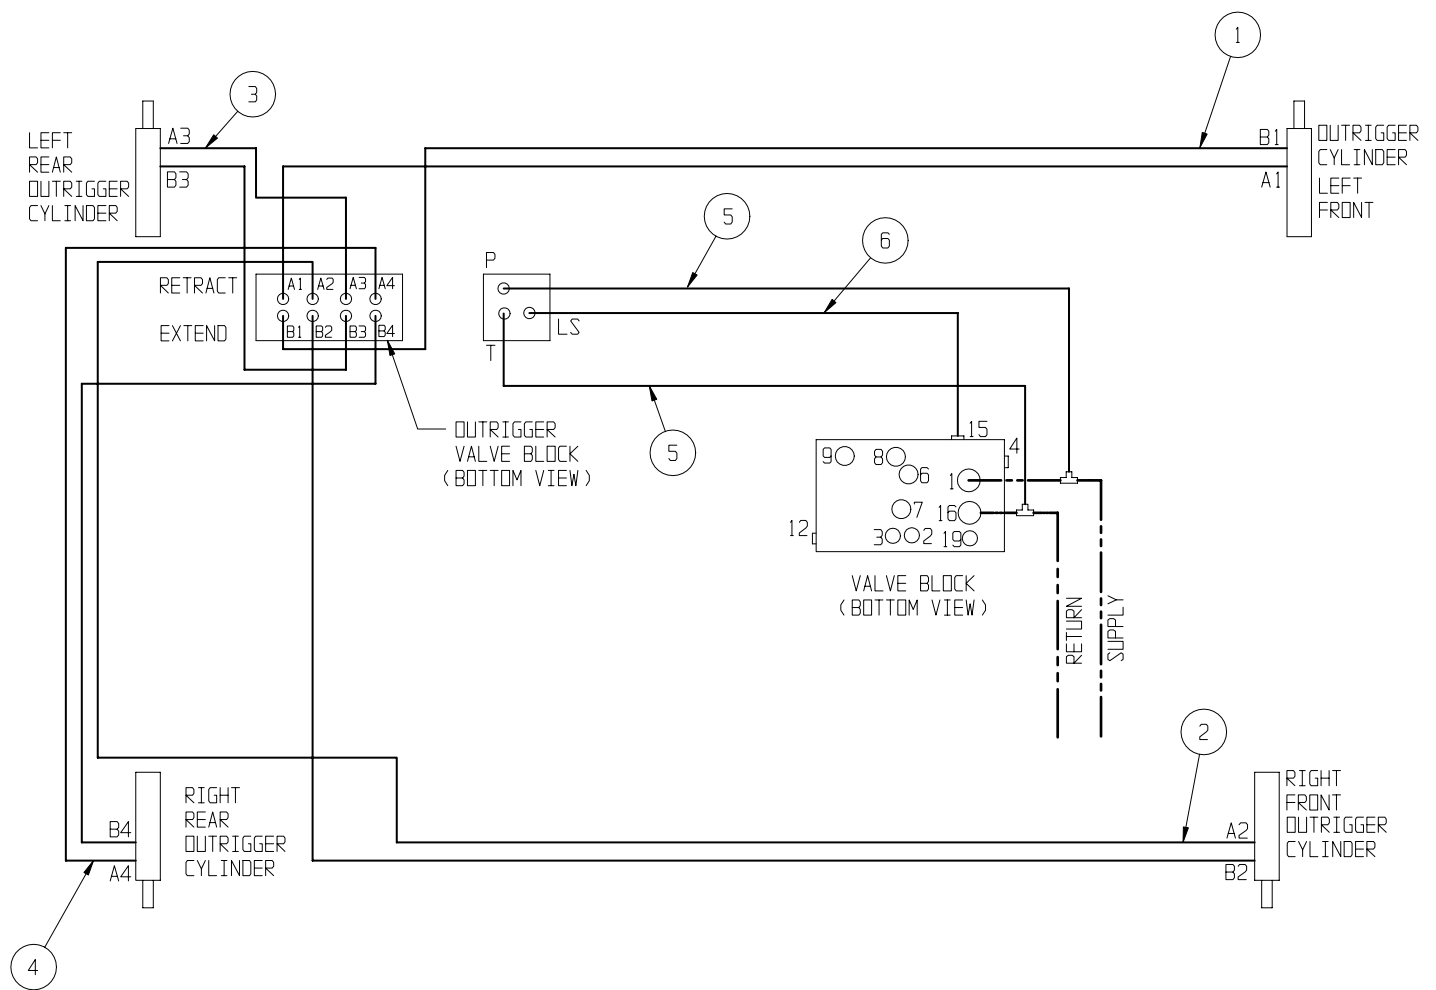 1
3
LEFT
REAR
OUTRIGGER
CYLINDER
A3
B3
B1
A1
OUTRIGGER
CYLINDER
LEFT
FRONT
5
6
RETRACT
EXTEND
A1 A2 A3 A4
B1 B2 B3 B4
P
LS
T
OUTRIGGER
VALVE BLOCK
(BOTTOM VIEW)
5
15
4
9 8
6
1
7 16
12
3 2 19
VALVE BLOCK
(BOTTOM VIEW)
RETURN
SUPPLY
2
B4
A4
RIGHT
REAR
OUTRIGGER
CYLINDER
A2
B2
RIGHT
FRONT
OUTRIGGER
CYLINDER
4